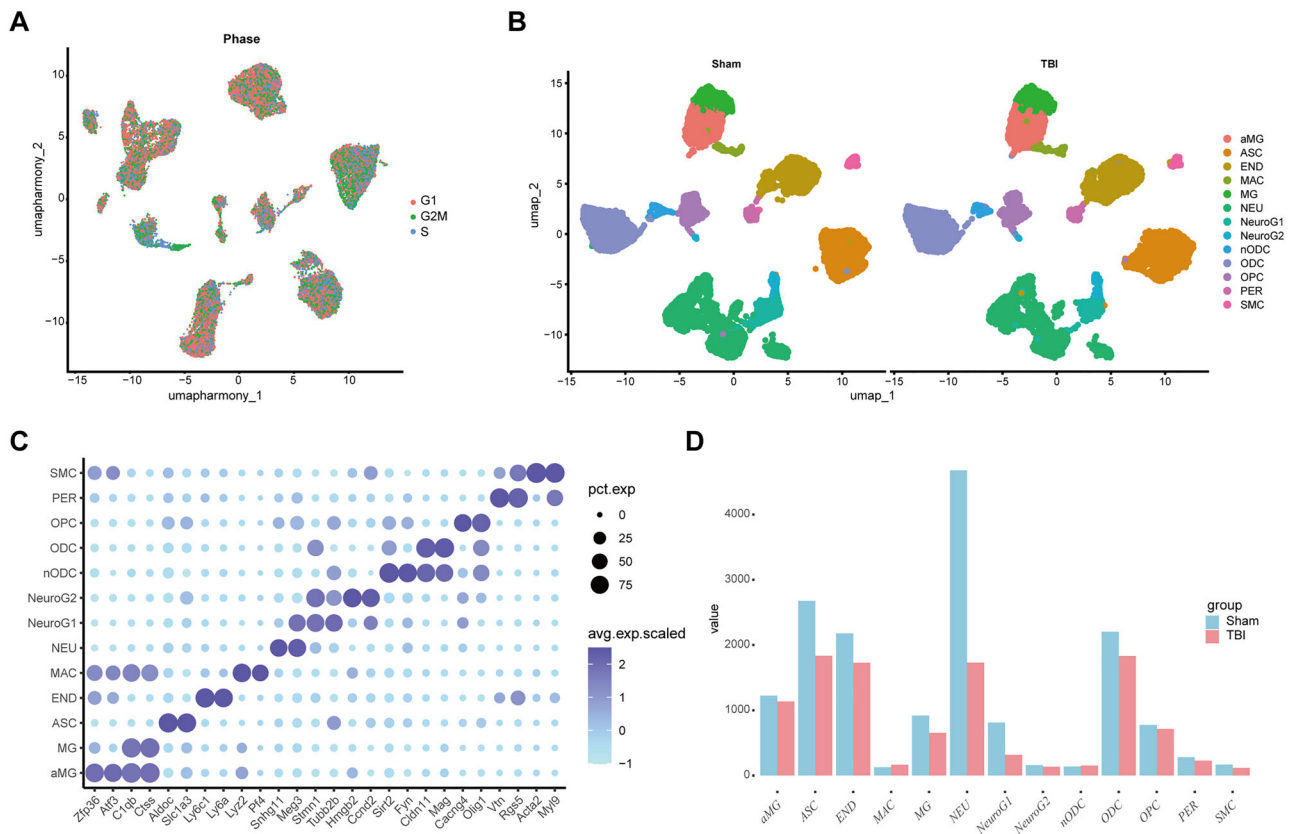 A
Phase
10
5
0
−5
−10
umapharmony_2
−15 −10 −5 0 5 10
umapharmony_1
G1
G2M
S
B
Sham TBI
15
10
5
0
−5
−10
umap_2
−15 −10 −5 0 5 10 −15 −10 −5 0 5 10
umap_1
aMG
ASC
END
MAC
MG
NEU
NeuroG1
NeuroG2
nODC
ODC
OPC
PER
SMC
C
SMC
PER
OPC
ODC
nODC
NeuroG2
NeuroG1
NEU
MAC
END
ASC
MG
aMG
Zfp36 Atf3 C1qb Ctss Aldoc Slc1a3 Ly6c1 Ly6a Lyz2 Pf4 Snhg11 Meg3 Stmn1 Tubb2b Hmgb2 Ccnd2 Sirt2 Fyn Cldn11 Mag Cacng4 Olig1 Vtn Rgs5 Acta2 Myl9
pct.exp
0
25
50
75
avg.exp.scaled
2
1
0
−1
D
4000
3000
2000
1000
0
value
aMG ASC END MAC MG NEU NeuroG1 NeuroG2 nODC ODC OPC PER SMC
group
Sham
TBI